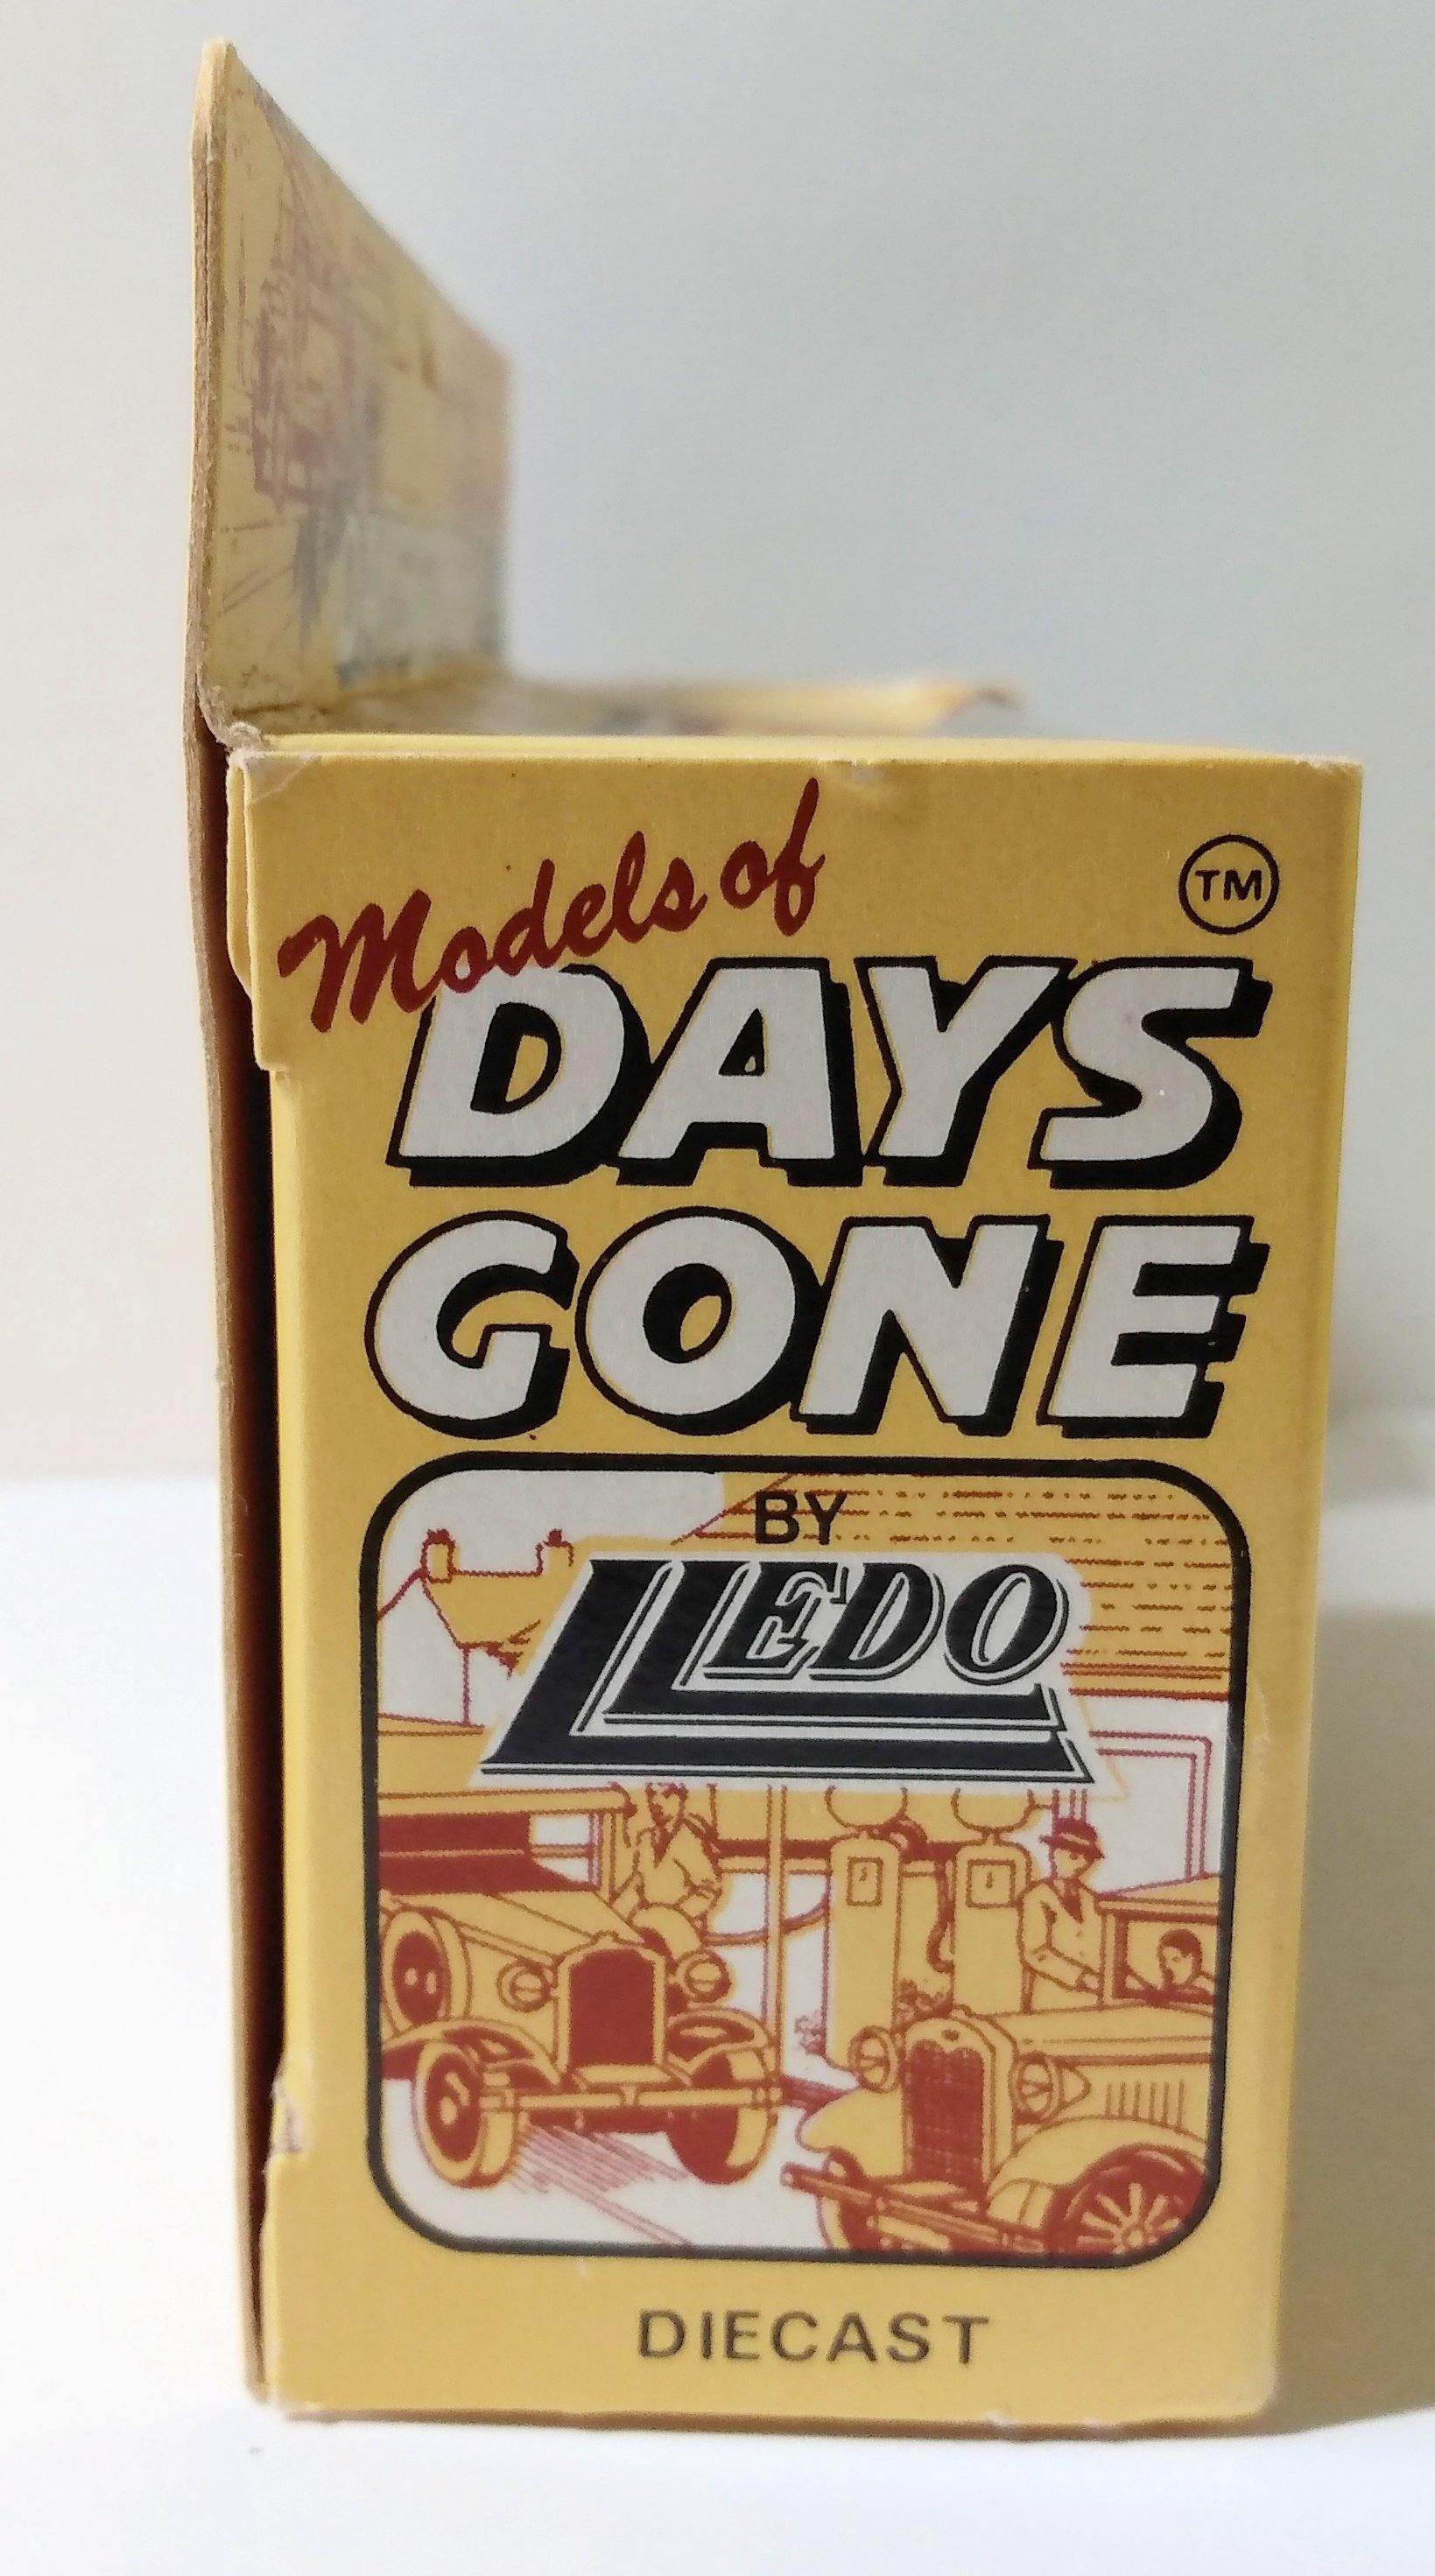 Models of
TM
DAYS
GONE
BY
LLEDO
DIECAST